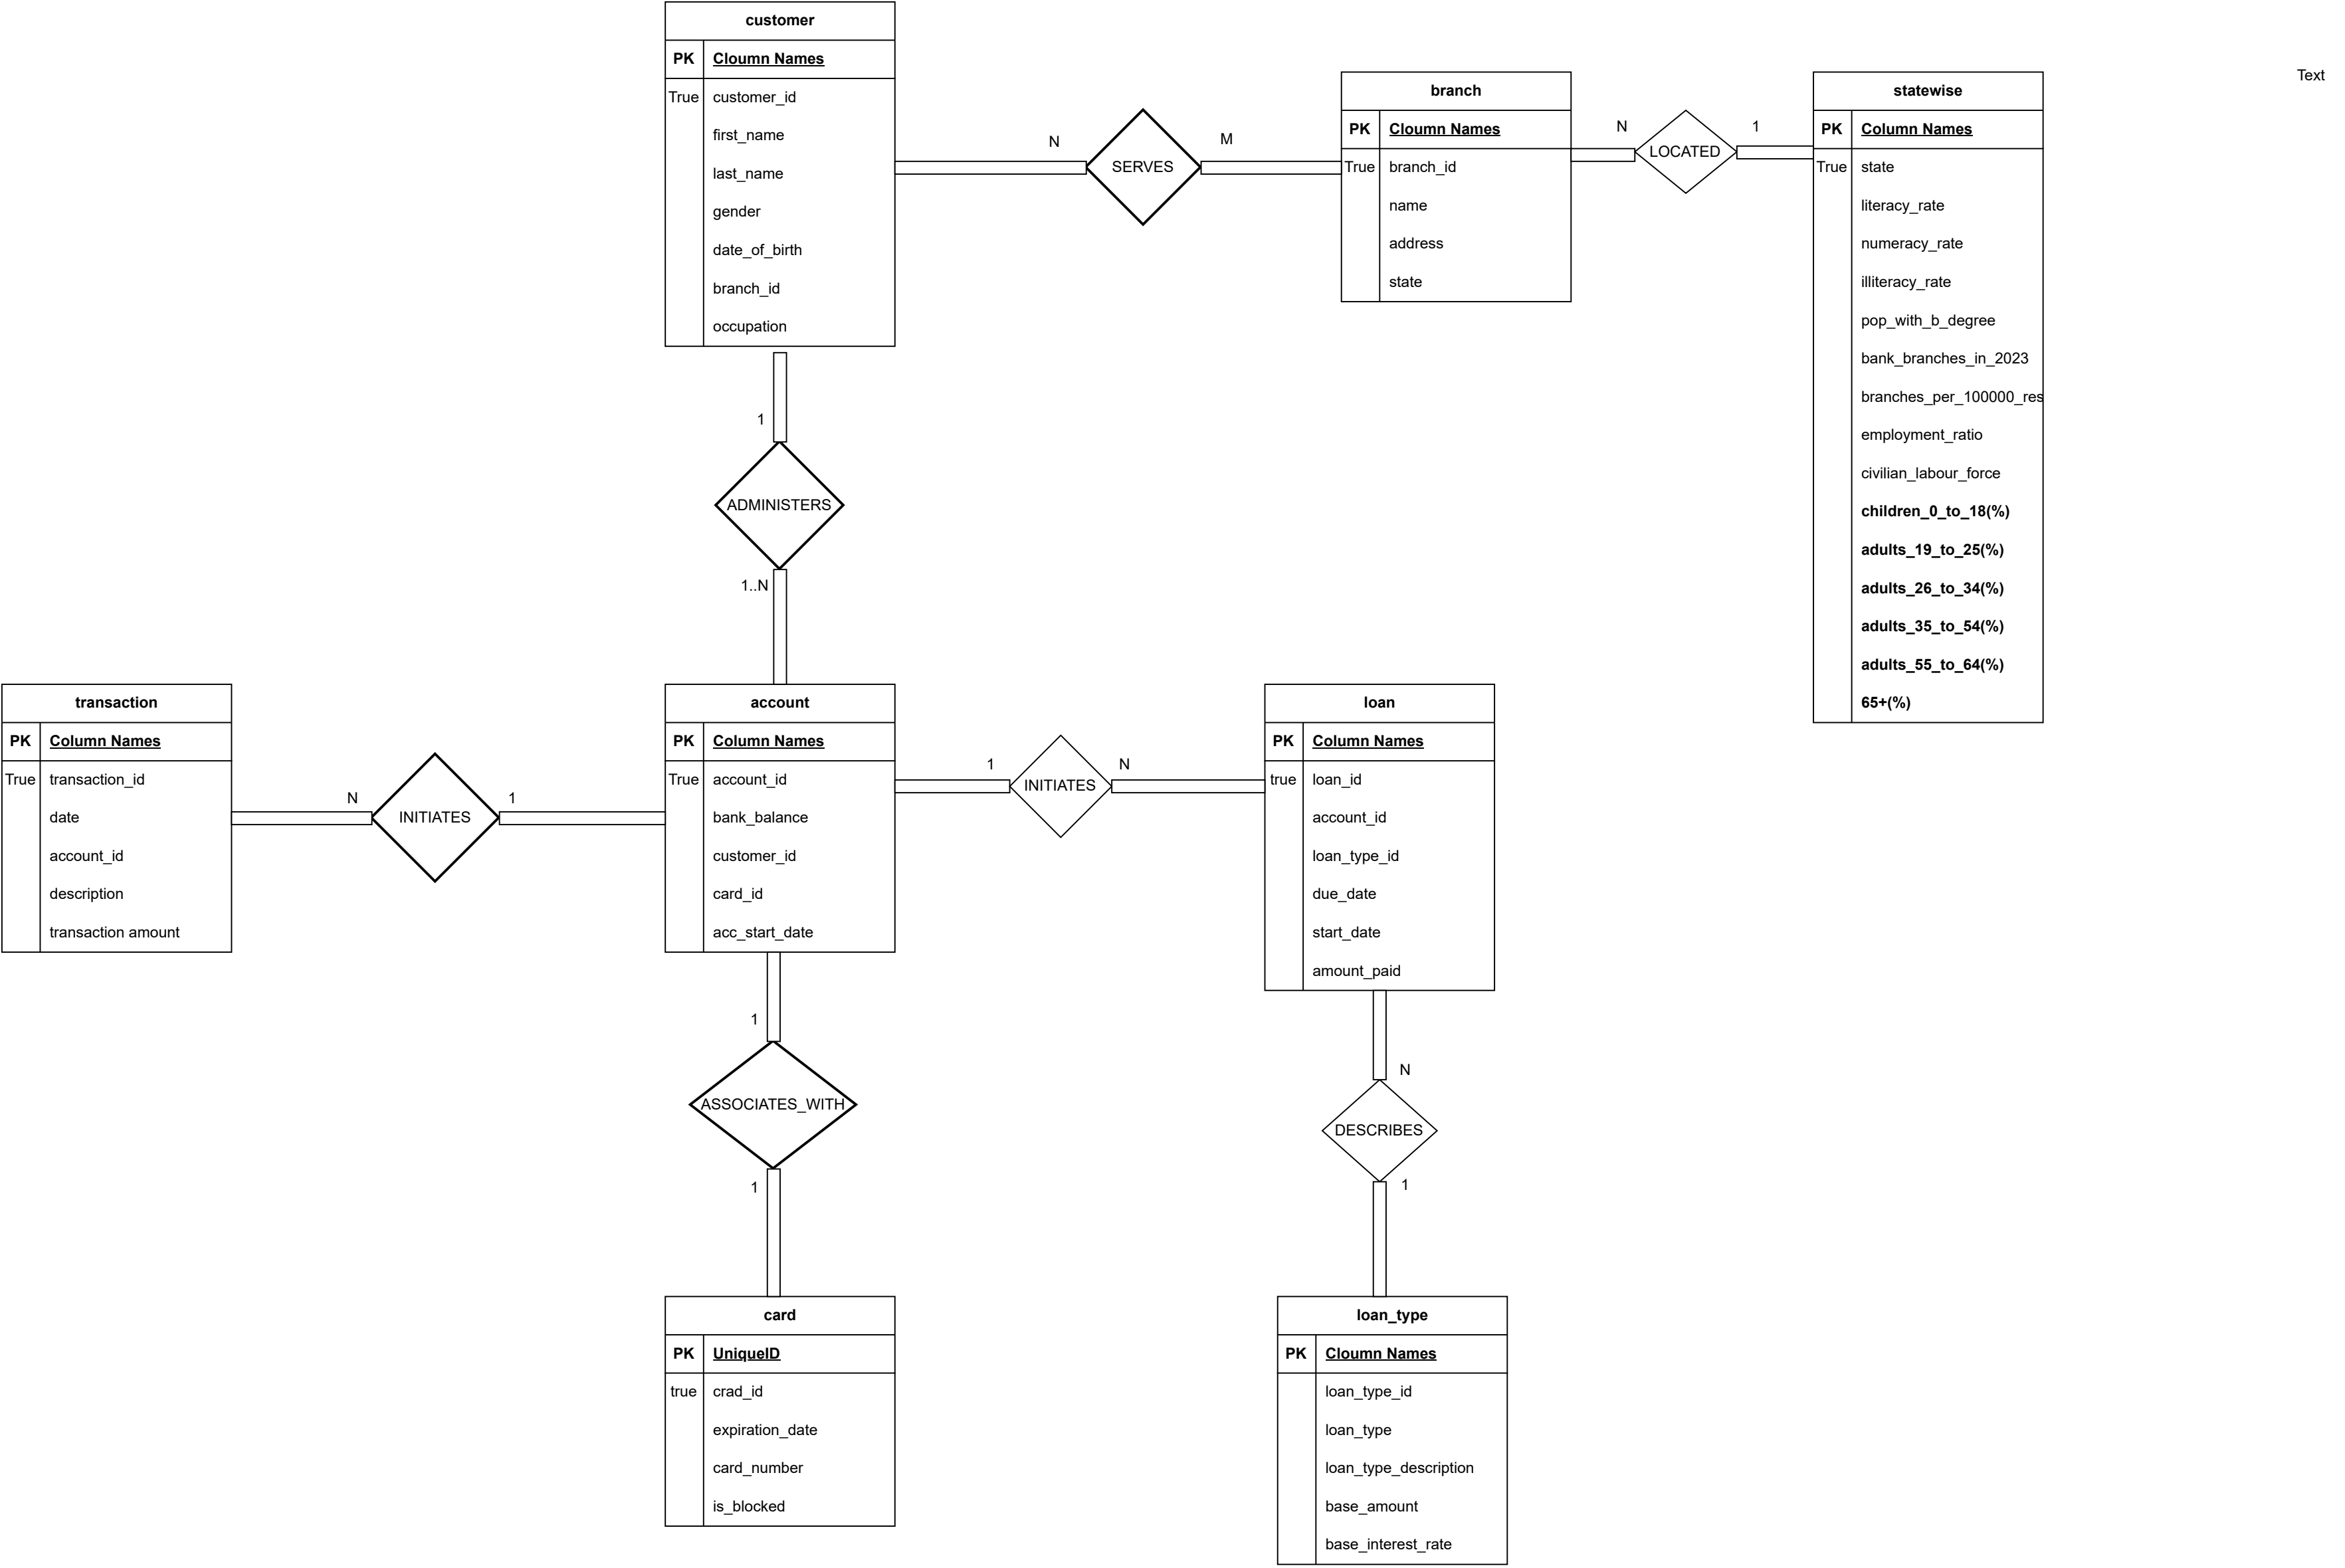 customer
PK Cloumn Names
True customer_id
first_name
last_name
gender
date_of_birth
branch_id
occupation
N
SERVES
M
branch
PK Cloumn Names
True branch_id
name
address
state
N
LOCATED
1
statewise
PK Column Names
True state
literacy_rate
numeracy_rate
illiteracy_rate
pop_with_b_degree
bank_branches_in_2023
branches_per_100000_res
employment_ratio
civilian_labour_force
children_0_to_18(%)
adults_19_to_25(%)
adults_26_to_34(%)
adults_35_to_54(%)
adults_55_to_64(%)
65+(%)
Text
1
ADMINISTERS
1..N
transaction
PK Column Names
True transaction_id
date
account_id
description
transaction amount
N
INITIATES
1
account
PK Column Names
True account_id
bank_balance
customer_id
card_id
acc_start_date
1
INITIATES
N
loan
PK Column Names
true loan_id
account_id
loan_type_id
due_date
start_date
amount_paid
1
ASSOCIATES_WITH
1
N
DESCRIBES
1
card
PK UniqueID
true crad_id
expiration_date
card_number
is_blocked
loan_type
PK Cloumn Names
loan_type_id
loan_type
loan_type_description
base_amount
base_interest_rate